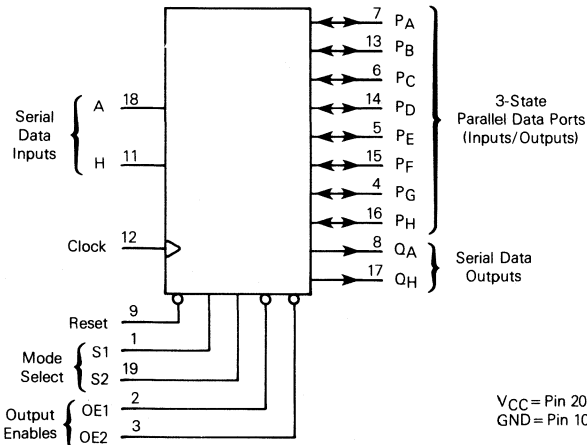 7 PA
13 PB
6 PC
14 PD
5 PE
15 PF
4 PG
16 PH
3-State
Parallel Data Ports
(Inputs/Outputs)
Serial
Data
Inputs
A 18
H 11
Clock 12
8 QA
17 QH
Serial Data
Outputs
Reset 9
Mode
Select
S1 1
S2 19
Output
Enables
OE1 2
OE2 3
VCC = Pin 20
GND = Pin 10